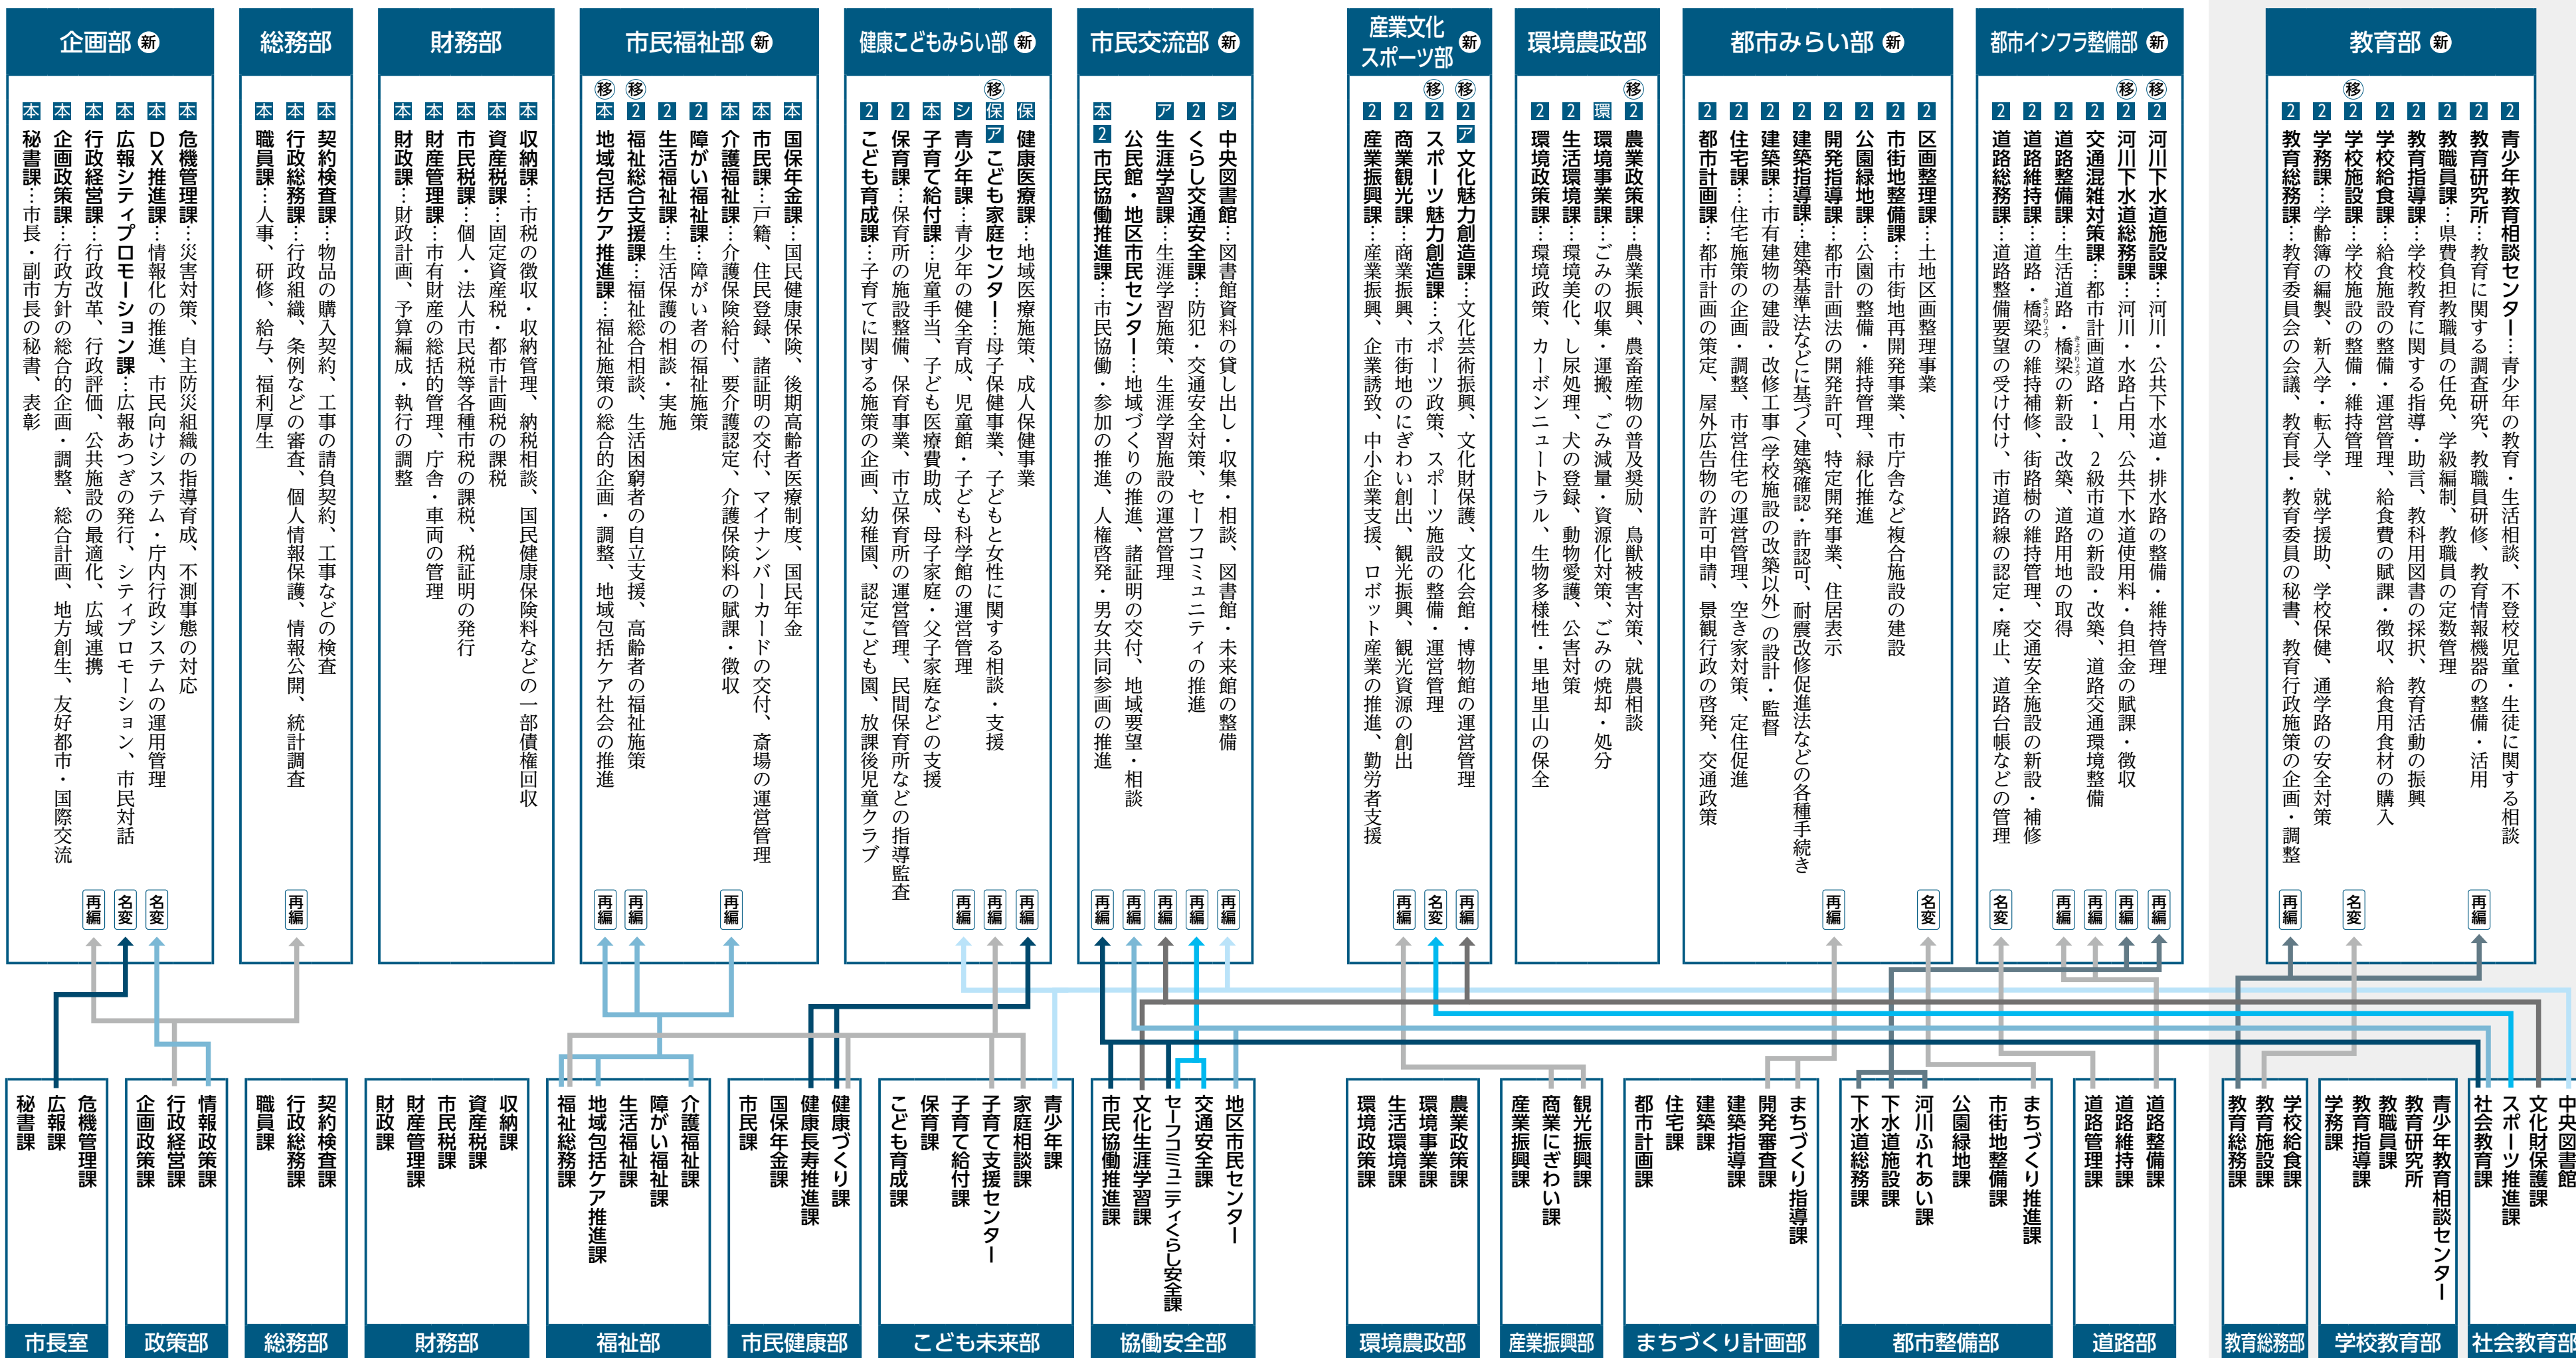 企画部 新
本 危機管理課…災害対策、自主防災組織の指導育成、不測事態の対応
本 DX推進課…情報化の推進、市民向けシステム・庁内行政システムの運用管理
名変
本 広報シティプロモーション課…広報あつぎの発行、シティプロモーション、市民対話
名変
本 行政経営課…行政改革、行政評価、公共施設の最適化、広域連携
再編
本 企画政策課…行政方針の総合的企画・調整、総合計画、地方創生、友好都市・国際交流
本 秘書課…市長・副市長の秘書、表彰
総務部
本 契約検査課…物品の購入契約、工事の請負契約、工事などの検査
本 行政総務課…行政組織、条例などの審査、個人情報保護、情報公開、統計調査
再編
本 職員課…人事、研修、給与、福利厚生
財務部
本 収納課…市税の徴収・収納管理、納税相談、国民健康保険料などの一部債権回収
本 資産税課…固定資産税・都市計画税の課税
本 市民税課…個人・法人市民税等各種市税の課税、税証明の発行
本 財産管理課…市有財産の総括的管理、庁舎・車両の管理
本 財政課…財政計画、予算編成・執行の調整
市民福祉部 新
本 国保年金課…国民健康保険、後期高齢者医療制度、国民年金
本 市民課…戸籍、住民登録、諸証明の交付、マイナンバーカードの交付、斎場の運営管理
本 介護福祉課…介護保険給付、要介護認定、介護保険料の賦課・徴収
再編
2 障がい福祉課…障がい者の福祉施策
2 生活福祉課…生活保護の相談・実施
移 2 福祉総合支援課…福祉総合相談、生活困窮者の自立支援、高齢者の福祉施策
再編
移 本 地域包括ケア推進課…福祉施策の総合的企画・調整、地域包括ケア社会の推進
再編
健康こどもみらい部 新
保 健康医療課…地域医療施策、成人保健事業
再編
移 保 ア こども家庭センター…母子保健事業、子どもと女性に関する相談・支援
再編
シ 青少年課…青少年の健全育成、児童館・子ども科学館の運営管理
再編
本 子育て給付課…児童手当、子ども医療費助成、母子家庭・父子家庭などの支援
2 保育課…保育所の施設整備、保育事業、市立保育所の運営管理、民間保育所などの指導監査
2 こども育成課…子育てに関する施策の企画、幼稚園、認定こども園、放課後児童クラブ
市民交流部 新
シ 中央図書館…図書館資料の貸し出し・収集・相談、図書館・未来館の整備
再編
2 くらし交通安全課…防犯・交通安全対策、セーフコミュニティの推進
再編
ア 生涯学習課…生涯学習施策、生涯学習施設の運営管理
再編
公民館・地区市民センター…地域づくりの推進、諸証明の交付、地域要望・相談
再編
本 2 市民協働推進課…市民協働・参加の推進、人権啓発・男女共同参画の推進
再編
産業文化
スポーツ部 新
移 2 ア 文化魅力創造課…文化芸術振興、文化財保護、文化会館・博物館の運営管理
再編
移 2 スポーツ魅力創造課…スポーツ政策、スポーツ施設の整備・運営管理
名変
2 商業観光課…商業振興、市街地のにぎわい創出、観光振興、観光資源の創出
再編
2 産業振興課…産業振興、企業誘致、中小企業支援、ロボット産業の推進、勤労者支援
環境農政部
移 2 農業政策課…農業振興、農畜産物の普及奨励、鳥獣被害対策、就農相談
環 環境事業課…ごみの収集・運搬、ごみ減量・資源化対策、ごみの焼却・処分
2 生活環境課…環境美化、し尿処理、犬の登録、動物愛護、公害対策
2 環境政策課…環境政策、カーボンニュートラル、生物多様性・里地里山の保全
都市みらい部 新
2 区画整理課…土地区画整理事業
名変
2 市街地整備課…市街地再開発事業、市庁舎など複合施設の建設
2 公園緑地課…公園の整備・維持管理、緑化推進
2 開発指導課…都市計画法の開発許可、特定開発事業、住居表示
再編
2 建築指導課…建築基準法などに基づく建築確認・許認可、耐震改修促進法などの各種手続き
2 建築課…市有建物の建設・改修工事（学校施設の改築以外）の設計・監督
2 住宅課…住宅施策の企画・調整、市営住宅の運営管理、空き家対策、定住促進
2 都市計画課…都市計画の策定、屋外広告物の許可申請、景観行政の啓発、交通政策
都市インフラ整備部 新
移 2 河川下水道施設課…河川・公共下水道・排水路の整備・維持管理
再編
移 2 河川下水道総務課…河川・水路占用、公共下水道使用料・負担金の賦課・徴収
再編
2 交通混雑対策課…都市計画道路・1、2級市道の新設・改築、道路交通環境整備
再編
2 道路整備課…生活道路・橋梁きょうりょうの新設・改築、道路用地の取得
再編
2 道路維持課…道路・橋梁きょうりょうの維持補修、街路樹の維持管理、交通安全施設の新設・補修
2 道路総務課…道路整備要望の受け付け、市道路線の認定・廃止、道路台帳などの管理
名変
教育部 新
2 青少年教育相談センター…青少年の教育・生活相談、不登校児童・生徒に関する相談
2 教育研究所…教育に関する調査研究、教職員研修、教育情報機器の整備・活用
再編
2 教職員課…県費負担教職員の任免、学級編制、教職員の定数管理
2 教育指導課…学校教育に関する指導・助言、教科用図書の採択、教育活動の振興
2 学校給食課…給食施設の整備・運営管理、給食費の賦課・徴収、給食用食材の購入
移 2 学校施設課…学校施設の整備・維持管理
名変
2 学務課…学齢簿の編製、新入学・転入学、就学援助、学校保健、通学路の安全対策
2 教育総務課…教育委員会の会議、教育長・教育委員の秘書、教育行政施策の企画・調整
再編
危機管理課
広報課
秘書課
市長室
情報政策課
行政経営課
企画政策課
政策部
契約検査課
行政総務課
職員課
総務部
収納課
資産税課
市民税課
財産管理課
財政課
財務部
介護福祉課
障がい福祉課
生活福祉課
地域包括ケア推進課
福祉総務課
福祉部
健康づくり課
健康長寿推進課
国保年金課
市民課
市民健康部
青少年課
家庭相談課
子育て支援センター
子育て給付課
保育課
こども育成課
こども未来部
地区市民センター
交通安全課
セーフコミュニティくらし安全課
文化生涯学習課
市民協働推進課
協働安全部
農業政策課
環境事業課
生活環境課
環境政策課
環境農政部
観光振興課
商業にぎわい課
産業振興課
産業振興部
まちづくり指導課
開発審査課
建築指導課
建築課
住宅課
都市計画課
まちづくり計画部
まちづくり推進課
市街地整備課
公園緑地課
河川ふれあい課
下水道施設課
下水道総務課
都市整備部
道路整備課
道路維持課
道路管理課
道路部
学校給食課
教育施設課
教育総務課
教育総務部
青少年教育相談センター
教育研究所
教職員課
教育指導課
学務課
学校教育部
中央図書館
文化財保護課
スポーツ推進課
社会教育課
社会教育部